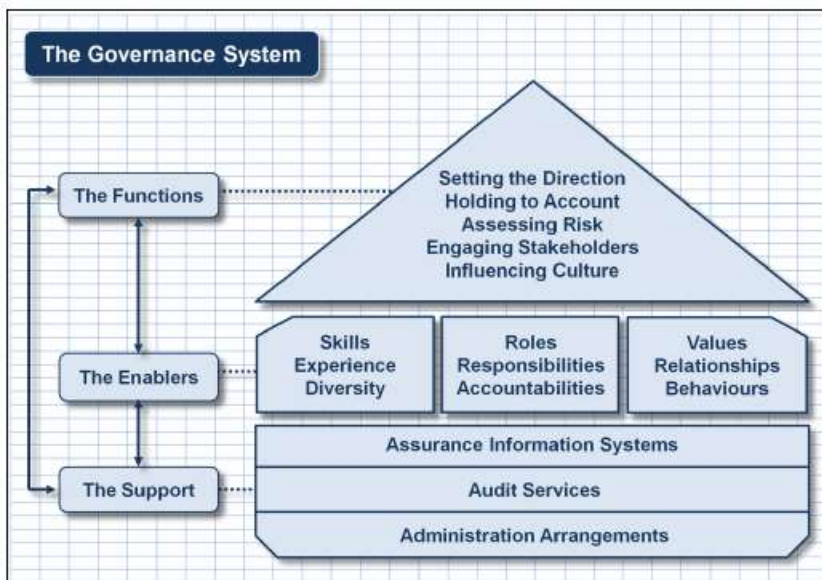 The Governance System
The Functions
Setting the Direction
Holding to Account
Assessing Risk
Engaging Stakeholders
Influencing Culture
The Enablers
Skills
Experience
Diversity
Roles
Responsibilities
Accountabilities
Values
Relationships
Behaviours
The Support
Assurance Information Systems
Audit Services
Administration Arrangements